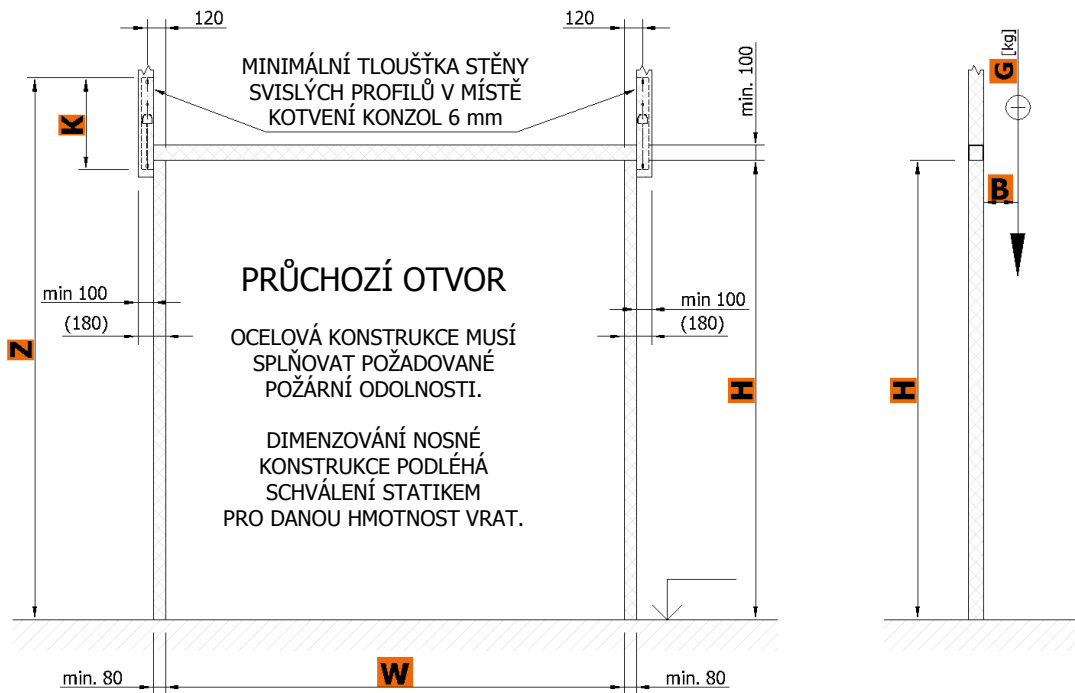 120
120
MINIMÁLNÍ TLOUŠŤKA STĚNY
SVISLÝCH PROFILŮ V MÍSTĚ
KOTVENÍ KONZOL 6 mm
min. 100
G [kg]
K
B
PRŮCHOZÍ OTVOR
min 100
(180)
min 100
(180)
OCELOVÁ KONSTRUKCE MUSÍ
SPLŇOVAT POŽADOVANÉ
POŽÁRNÍ ODOLNOSTI.
Z
H
H
DIMENZOVÁNÍ NOSNÉ
KONSTRUKCE PODLÉHÁ
SCHVÁLENÍ STATIKEM
PRO DANOU HMOTNOST VRAT.
min. 80
W
min. 80